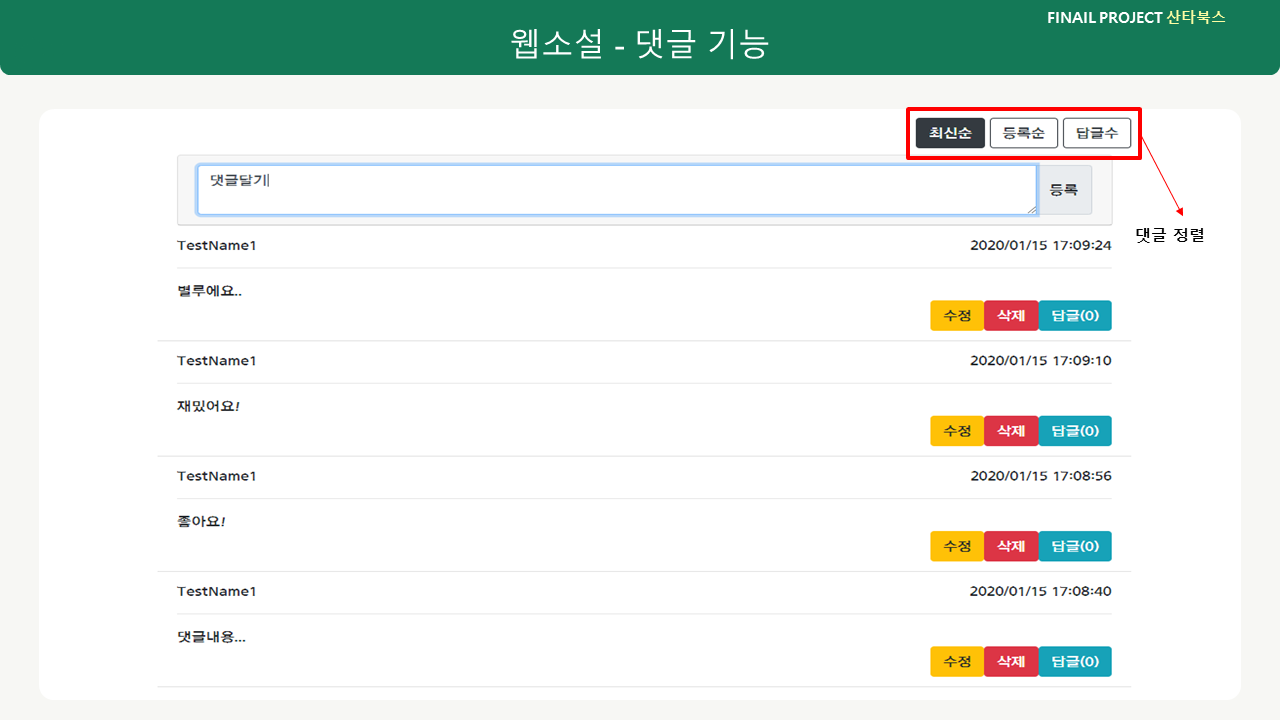 FINAIL PROJECT 산타북스
웹소설 - 댓글 기능
최신순 등록순 답글수
댓글달기
등록
댓글 정렬
TestName1 2020/01/15 17:09:24
별루에요..
수정 삭제 답글(0)
TestName1 2020/01/15 17:09:10
재밌어요!
수정 삭제 답글(0)
TestName1 2020/01/15 17:08:56
좋아요!
수정 삭제 답글(0)
TestName1 2020/01/15 17:08:40
댓글내용...
수정 삭제 답글(0)